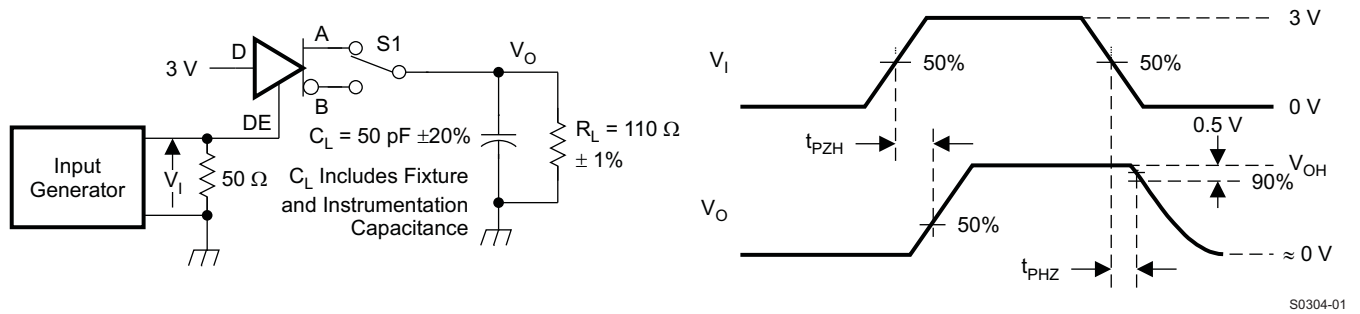 D
3 V
A
S1
B
DE
V_O
Input
Generator
V_I
50 Ω
C_L = 50 pF ±20%
C_L Includes Fixture
and Instrumentation
Capacitance
R_L = 110 Ω
± 1%
V_I
50%
50%
3 V
0 V
t_PZH
0.5 V
V_OH
90%
V_O
50%
≈ 0 V
t_PHZ
S0304-01